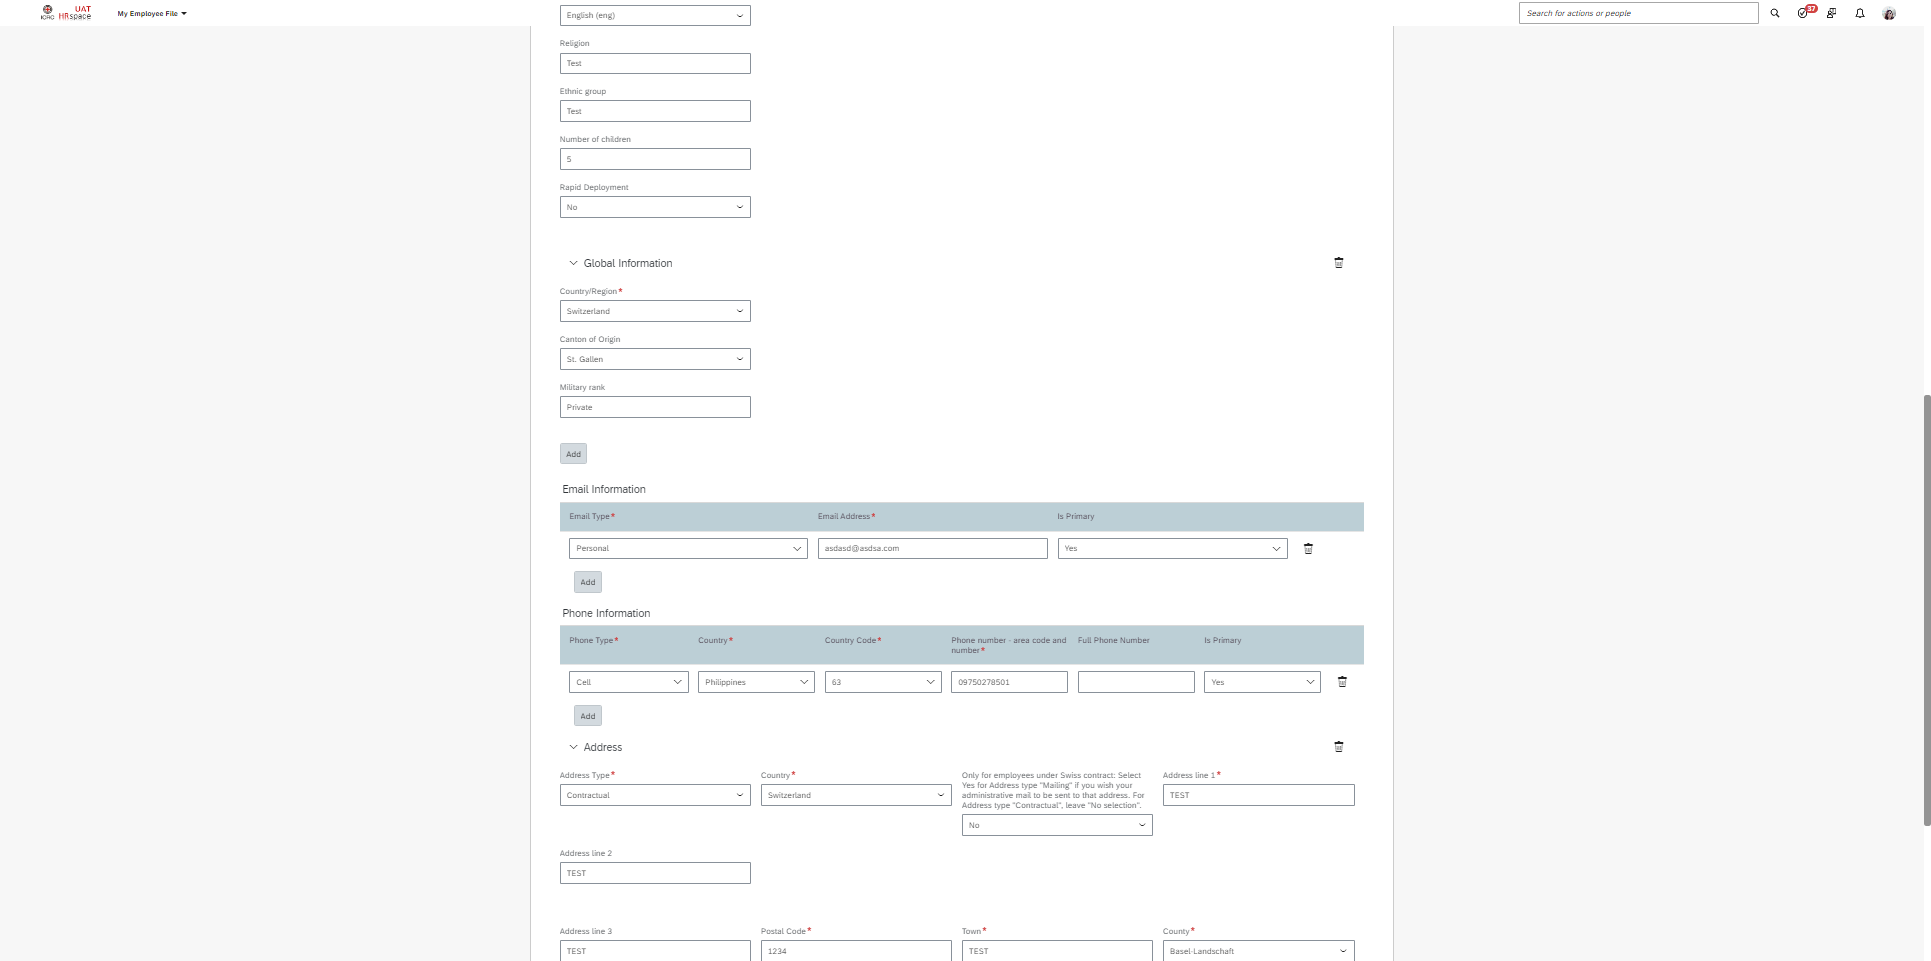 ICRC
UAT
HRspace
My Employee File
Search for actions or people
37
English (eng)
Religion
Test
Ethnic group
Test
Number of children
5
Rapid Deployment
No
Global Information
Country/Region*
Switzerland
Canton of Origin
St. Gallen
Military rank
Private
Add
Email Information
Email Type* Email Address* Is Primary
Personal asdasd@asdsa.com Yes
Add
Phone Information
Phone Type* Country* Country Code* Phone number - area code and number* Full Phone Number Is Primary
Cell Philippines 63 09750278501 Yes
Add
Address
Address Type*
Contractual
Country*
Switzerland
Only for employees under Swiss contract: Select
Yes for Address type "Mailing" if you wish your
administrative mail to be sent to that address. For
Address type "Contractual", leave "No selection".
No
Address line 1*
TEST
Address line 2
TEST
Address line 3
TEST
Postal Code*
1234
Town*
TEST
County*
Basel-Landschaft